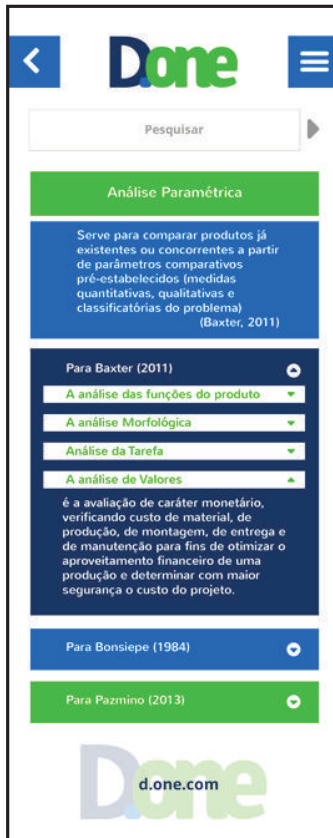 D.one
Pesquisar
Análise Paramétrica
Serve para comparar produtos já
existentes ou concorrentes a partir
de parâmetros comparativos
pré-estabelecidos (medidas
quantitativas, qualitativas e
classificatórias do problema)
(Baxter, 2011)
Para Baxter (2011)
A análise das funções do produto
A análise Morfológica
Análise da Tarefa
A análise de Valores
é a avaliação de caráter monetário,
verificando custo de material, de
produção, de montagem, de entrega e
de manutenção para fins de otimizar o
aproveitamento financeiro de uma
produção e determinar com maior
segurança o custo do projeto.
Para Bonsiepe (1984)
Para Pazmino (2013)
D.one
d.one.com